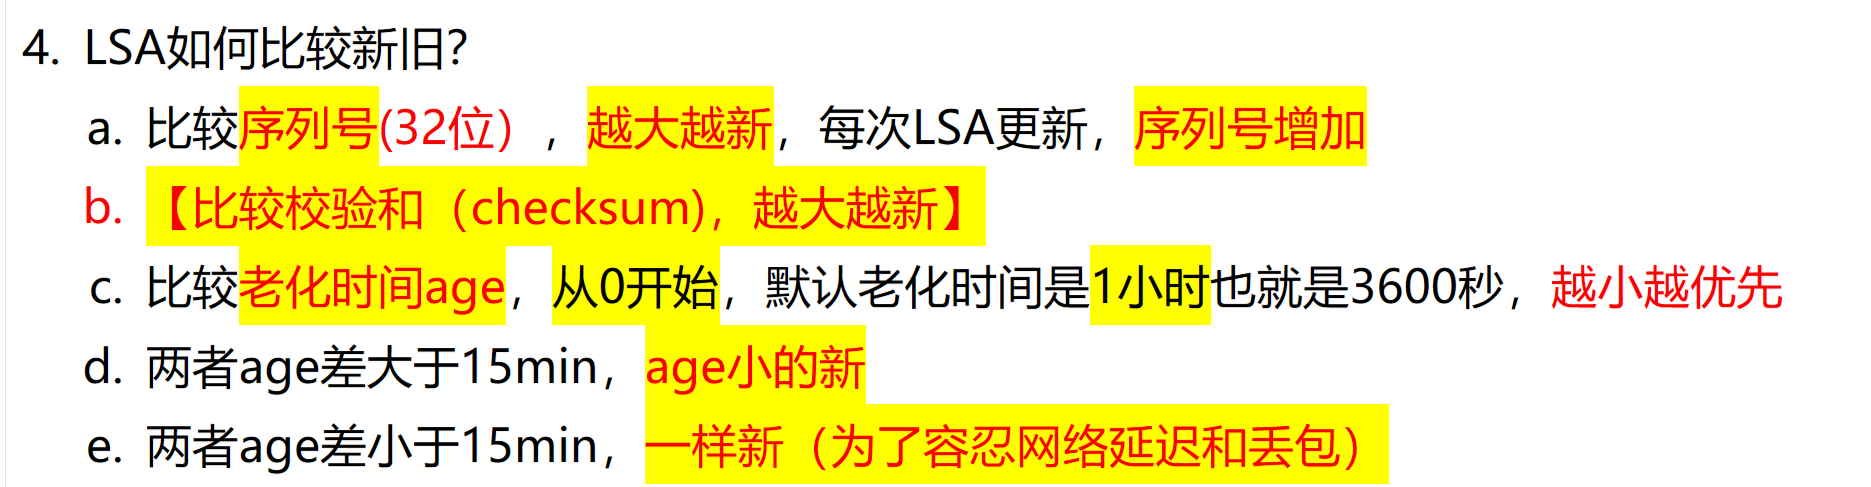 4. LSA如何比较新旧？
a. 比较序列号(32位），越大越新，每次LSA更新，序列号增加
b. 【比较校验和（checksum)，越大越新】
c. 比较老化时间age，从0开始，默认老化时间是1小时也就是3600秒，越小越优先
d. 两者age差大于15min，age小的新
e. 两者age差小于15min，一样新（为了容忍网络延迟和丢包）